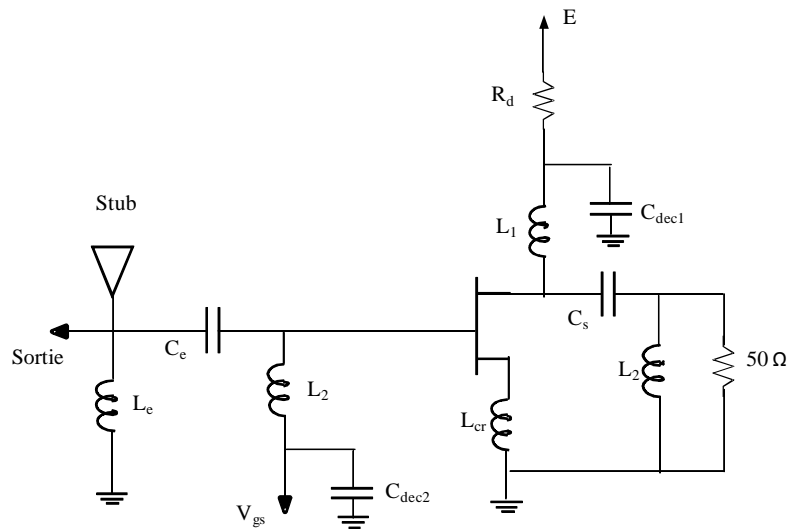 E
R_d
Stub
L_1
C_dec1
Sortie
C_e
C_s
L_e
L_2
L_2
50 Ω
L_cr
V_gs
C_dec2